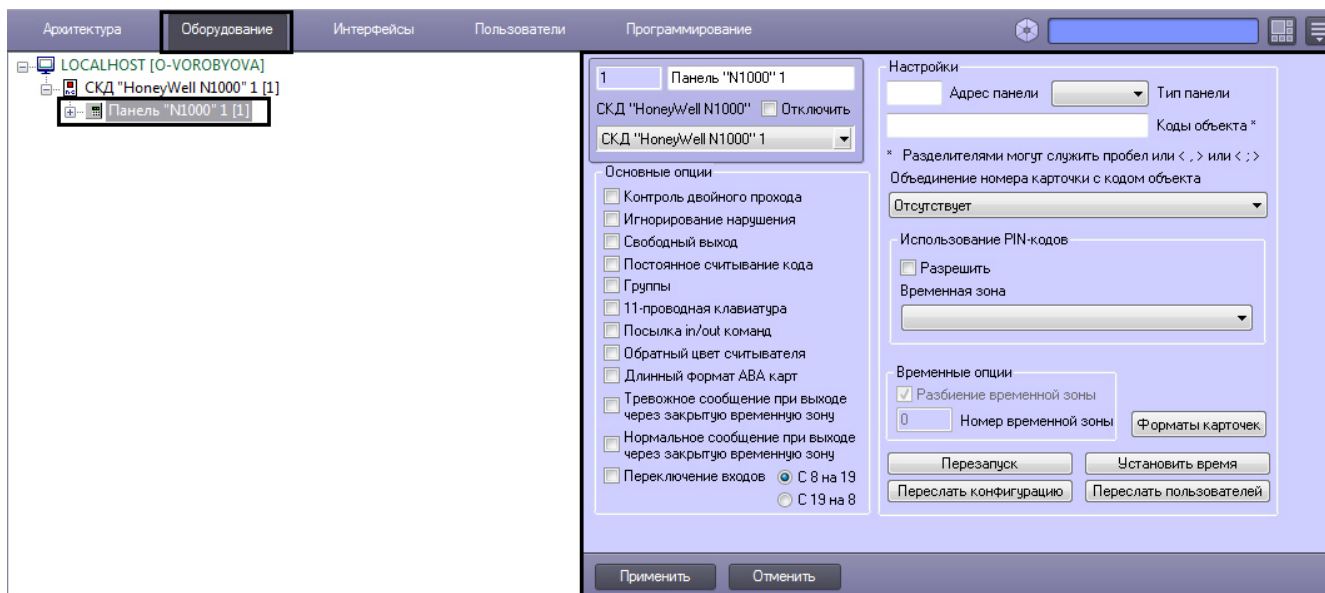 Архитектура Оборудование Интерфейсы Пользователи Программирование
LOCALHOST [O-VOROBYOVA]
СКД "HoneyWell N1000" 1 [1]
Панель "N1000" 1 [1]
1 Панель "N1000" 1
СКД "HoneyWell N1000" Отключить
СКД "HoneyWell N1000" 1
Основные опции
Контроль двойного прохода
Игнорирование нарушения
Свободный выход
Постоянное считывание кода
Группы
11-проводная клавиатура
Посылка in/out команд
Обратный цвет считывателя
Длинный формат ABA карт
Тревожное сообщение при выходе
через закрытую временную зону
Нормальное сообщение при выходе
через закрытую временную зону
Переключение входов С 8 на 19
С 19 на 8
Настройки
Адрес панели Тип панели
Коды объекта *
* Разделителями могут служить пробел или < , > или < ; >
Объединение номера карточки с кодом объекта
Отсутствует
Использование PIN-кодов
Разрешить
Временная зона
Временные опции
Разбиение временной зоны
0 Номер временной зоны
Форматы карточек
Перезапуск Установить время
Переслать конфигурацию Переслать пользователей
Применить Отменить